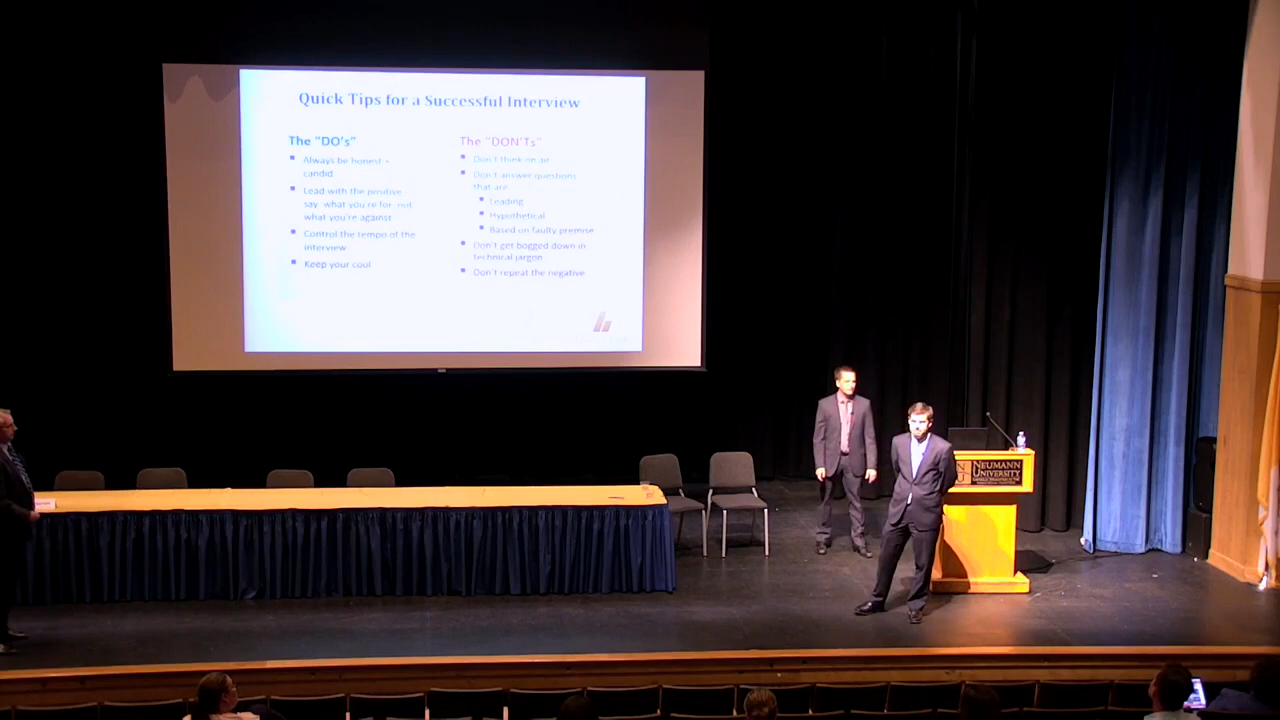 Quick Tips for a Successful Interview
The "DO's"
Always be honest +
candid
Lead with the positive
say what you're for not
what you're against
Control the tempo of the
interview
Keep your cool
The "DON'Ts"
Don't think on air
Don't answer questions
that are
Leading
Hypothetical
Based on faulty premise
Don't get bogged down in
technical jargon
Don't repeat the negative
NEUMANN
UNIVERSITY